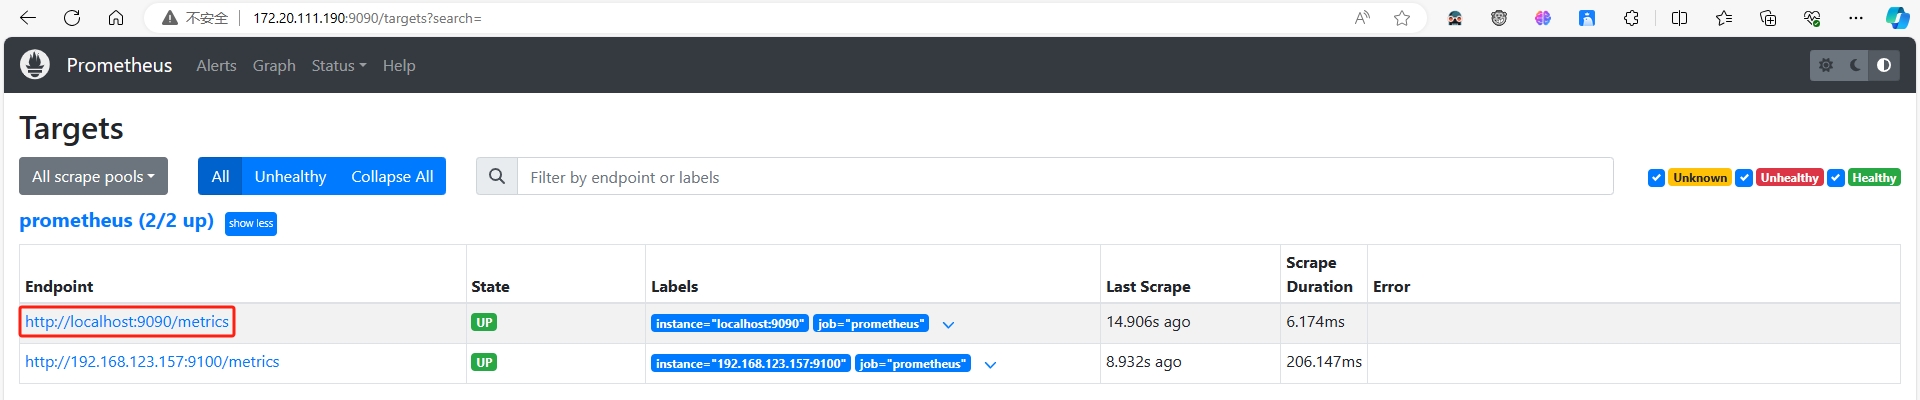 不安全 172.20.111.190:9090/targets?search=
Prometheus Alerts Graph Status Help
Targets
All scrape pools All Unhealthy Collapse All Filter by endpoint or labels Unknown Unhealthy Healthy
prometheus (2/2 up) show less
Endpoint State Labels Last Scrape Scrape Duration Error
http://localhost:9090/metrics UP instance="localhost:9090" job="prometheus" 14.906s ago 6.174ms
http://192.168.123.157:9100/metrics UP instance="192.168.123.157:9100" job="prometheus" 8.932s ago 206.147ms